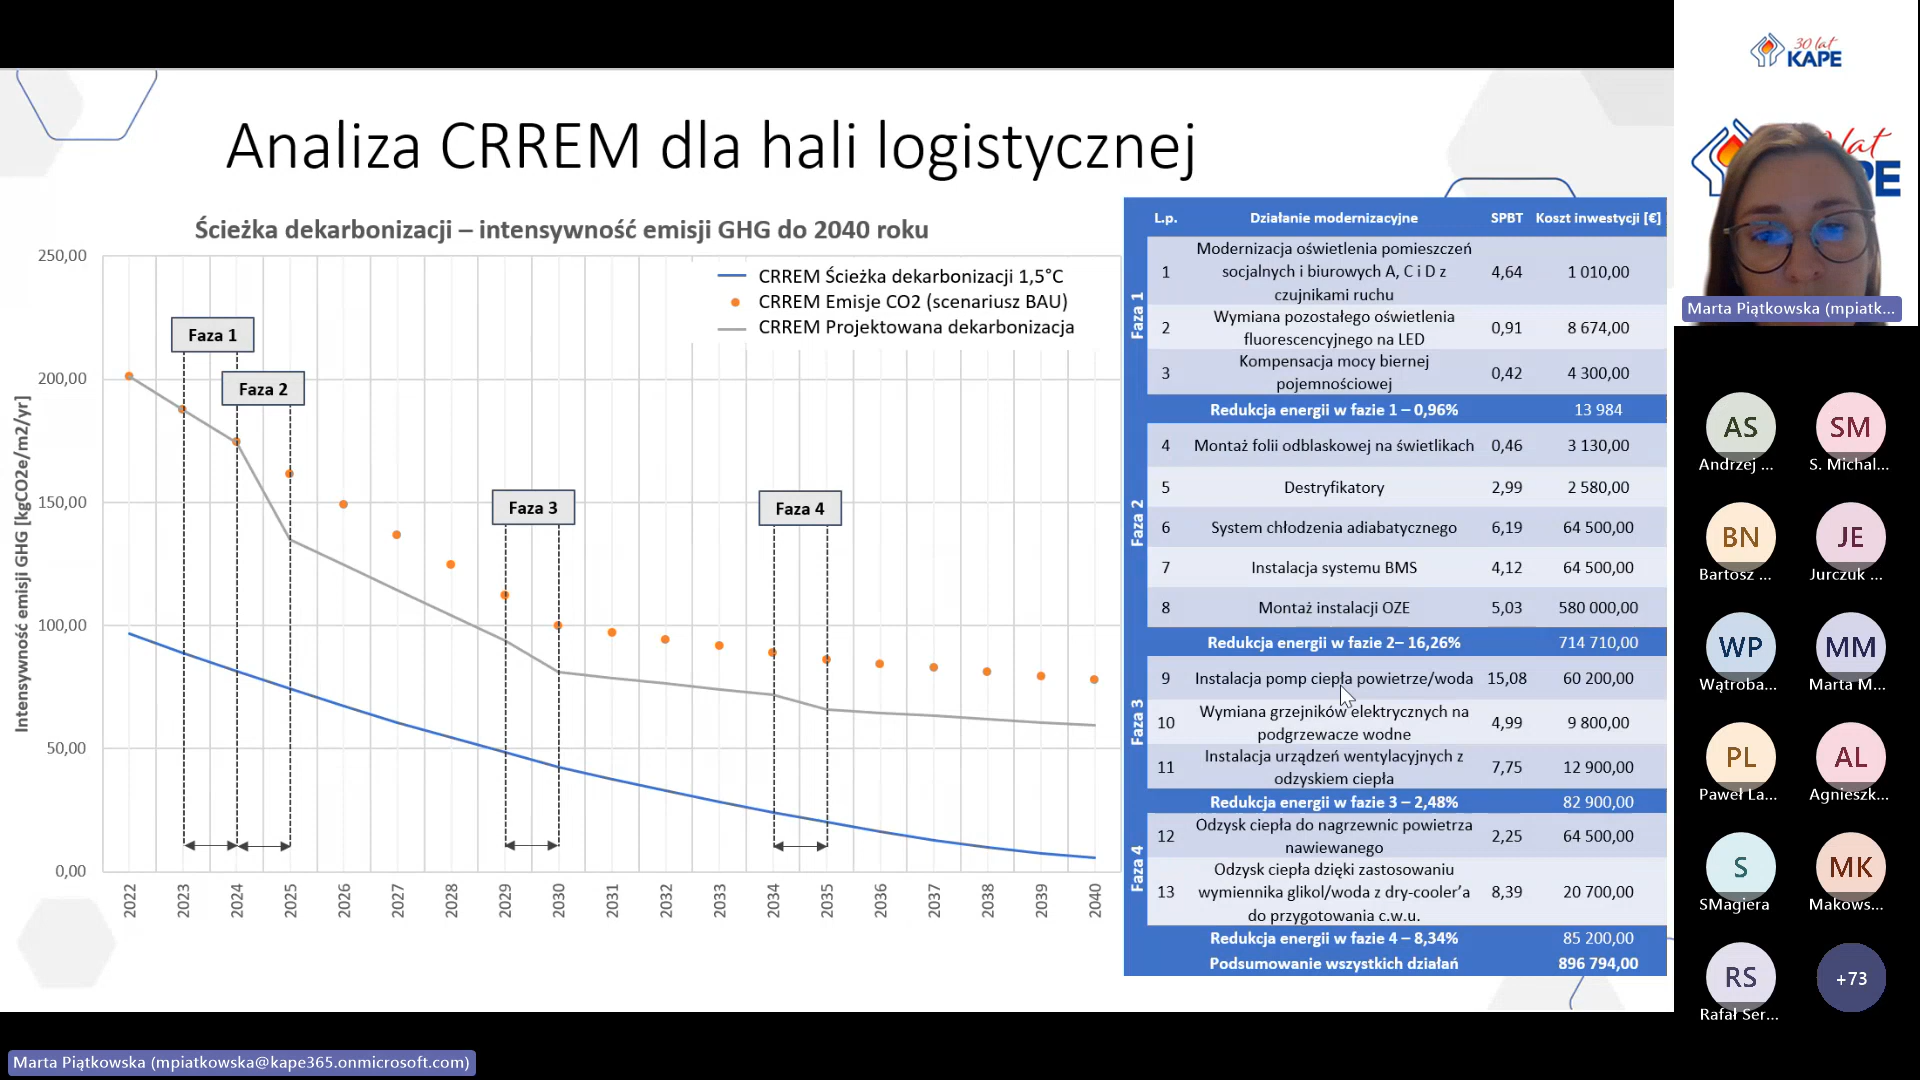 Analiza CRREM dla hali logistycznej
Ścieżka dekarbonizacji – intensywność emisji GHG do 2040 roku
Intensywność emisji GHG [kgCO2e/m2/yr]
250,00
200,00
150,00
100,00
50,00
0,00
CRREM Ścieżka dekarbonizacji 1,5°C
CRREM Emisje CO2 (scenariusz BAU)
CRREM Projektowana dekarbonizacja
Faza 1
Faza 2
Faza 3
Faza 4
2022
2023
2024
2025
2026
2027
2028
2029
2030
2031
2032
2033
2034
2035
2036
2037
2038
2039
2040
L.p. Działanie modernizacyjne SPBT Koszt inwestycji [€]
Faza 1
Modernizacja oświetlenia pomieszczeń
1 socjalnych i biurowych A, C i D z 4,64 1 010,00
czujnikami ruchu
Wymiana pozostałego oświetlenia
2 0,91 8 674,00
fluorescencyjnego na LED
Kompensacja mocy biernej
3 0,42 4 300,00
pojemnościowej
Redukcja energii w fazie 1 – 0,96% 13 984
Faza 2
4 Montaż folii odblaskowej na świetlikach 0,46 3 130,00
5 Destryfikatory 2,99 2 580,00
6 System chłodzenia adiabatycznego 6,19 64 500,00
7 Instalacja systemu BMS 4,12 64 500,00
8 Montaż instalacji OZE 5,03 580 000,00
Redukcja energii w fazie 2– 16,26% 714 710,00
Faza 3
9 Instalacja pomp ciepła powietrze/woda 15,08 60 200,00
Wymiana grzejników elektrycznych na
10 4,99 9 800,00
podgrzewacze wodne
Instalacja urządzeń wentylacyjnych z
11 7,75 12 900,00
odzyskiem ciepła
Redukcja energii w fazie 3 – 2,48% 82 900,00
Faza 4
Odzysk ciepła do nagrzewnic powietrza
12 2,25 64 500,00
nawiewanego
Odzysk ciepła dzięki zastosowaniu
13 wymiennika glikol/woda z dry-cooler’a 8,39 20 700,00
do przygotowania c.w.u.
Redukcja energii w fazie 4 – 8,34% 85 200,00
Podsumowanie wszystkich działań 896 794,00
30 lat
KAPE
lat
PE
Marta Piątkowska (mpiatk...
AS
Andrzej ...
SM
S. Michal...
BN
Bartosz ...
JE
Jurczuk ...
WP
Wątroba...
MM
Marta M...
PL
Paweł La...
AL
Agnieszk...
S
SMagiera
MK
Makows...
RS
Rafał Ser...
+73
Marta Piątkowska (mpiatkowska@kape365.onmicrosoft.com)